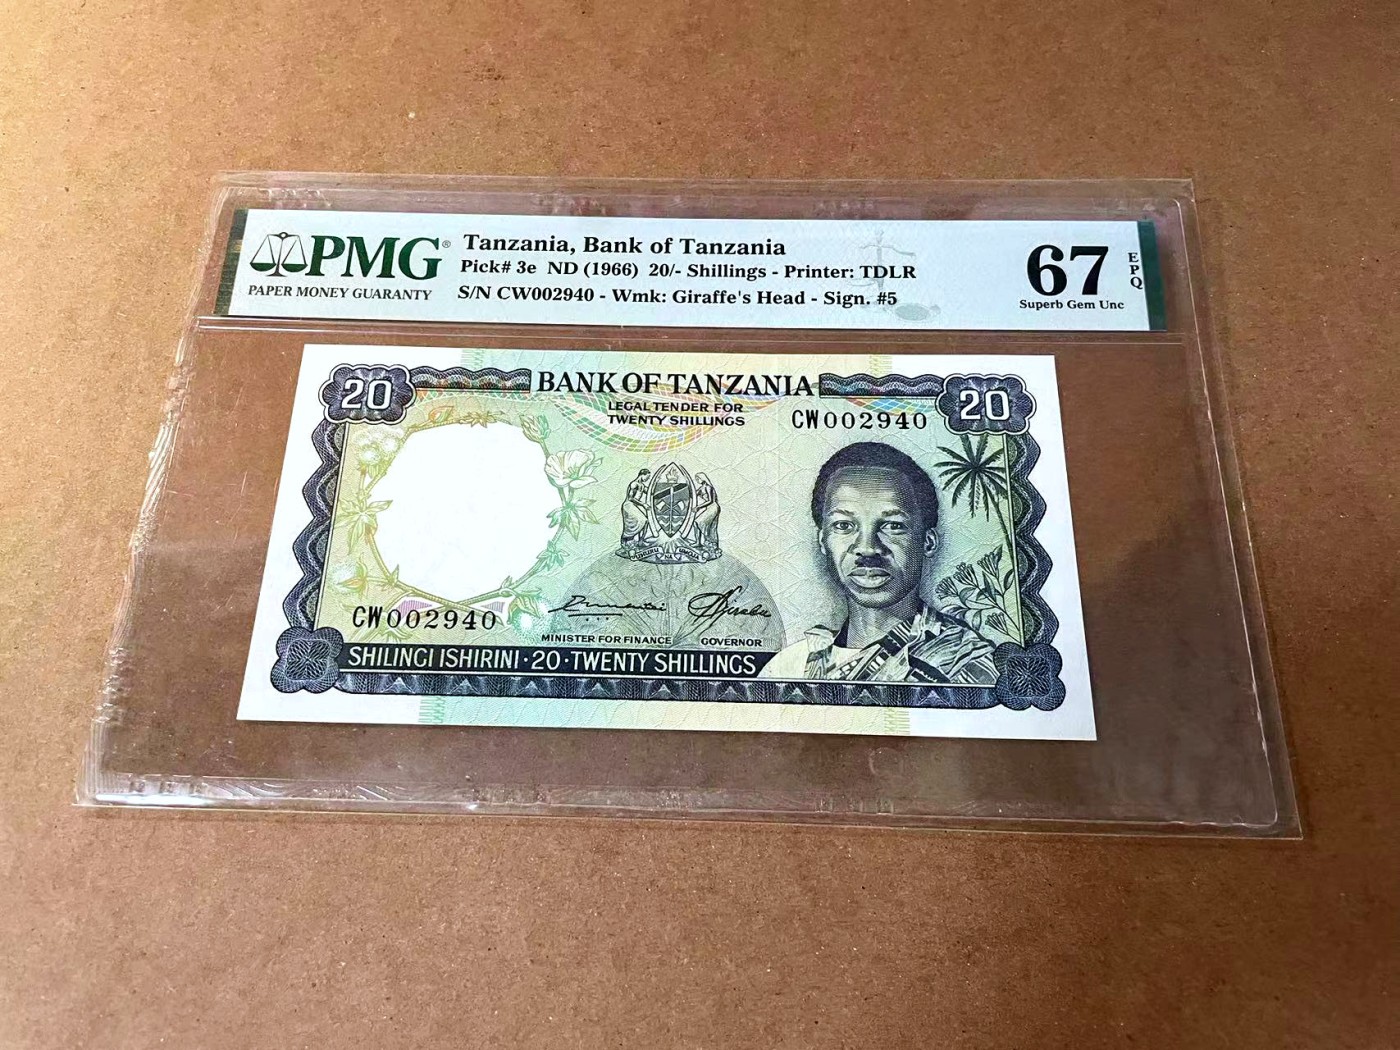 PMG®
PAPER MONEY GUARANTY
Tanzania, Bank of Tanzania
Pick# 3e ND (1966) 20/- Shillings - Printer: TDLR
S/N CW002940 - Wmk: Giraffe's Head - Sign. #5
67
EPQ
Superb Gem Unc
20
BANK OF TANZANIA
20
LEGAL TENDER FOR
TWENTY SHILLINGS
CW002940
CW002940
MINISTER FOR FINANCE
GOVERNOR
SHILINGI ISHIRINI · 20 · TWENTY SHILLINGS